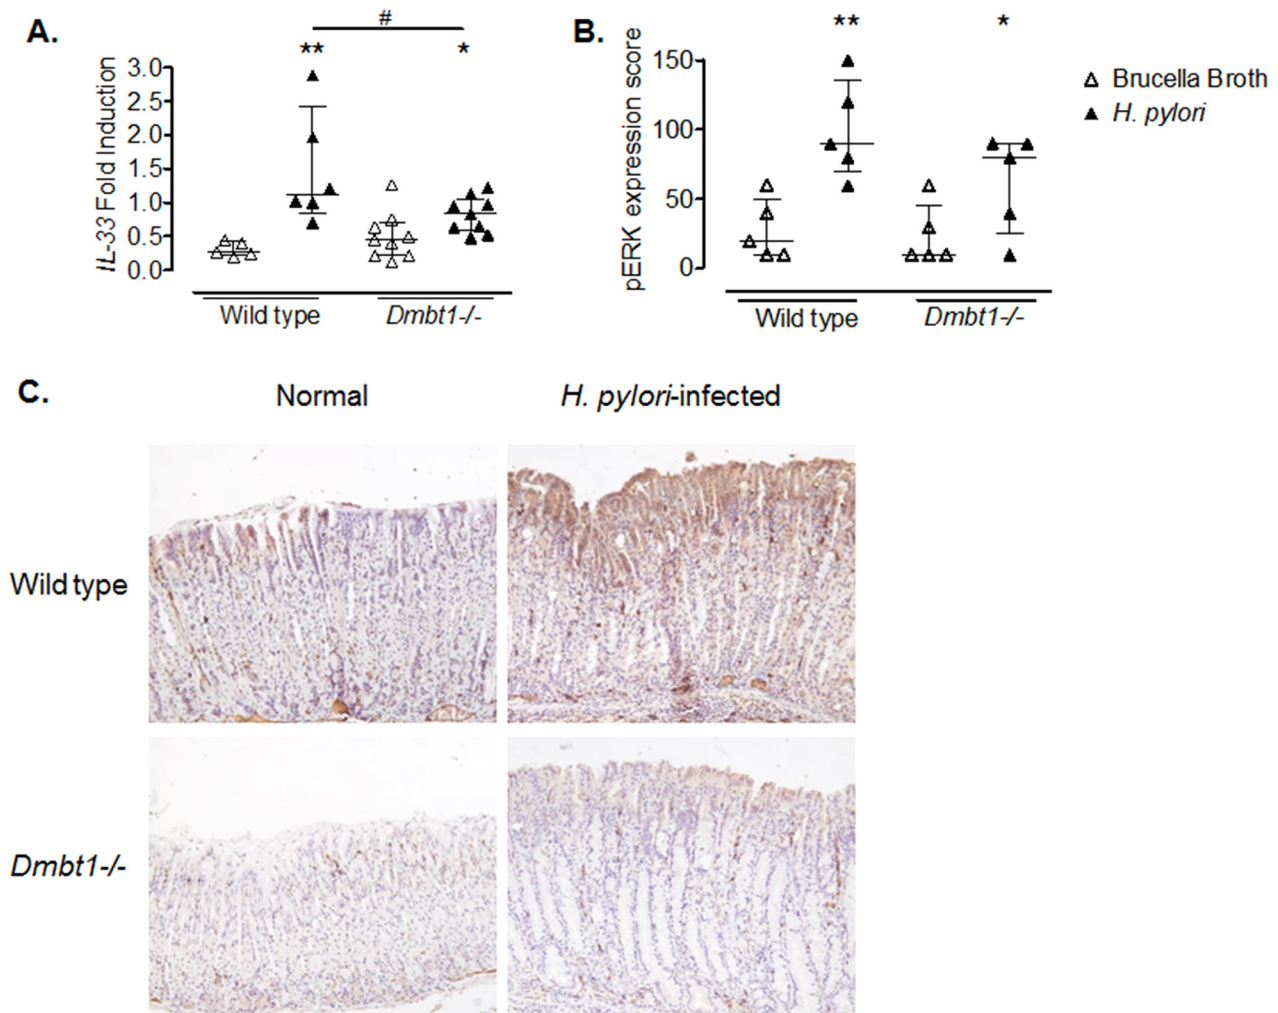 A.
#
**
*
IL-33 Fold Induction
3.0
2.5
2.0
1.5
1.0
0.5
0.0
Wild type
Dmbt1-/-
B.
**
*
pERK expression score
150
100
50
0
Wild type
Dmbt1-/-
Brucella Broth
H. pylori
C.
Normal
H. pylori-infected
Wild type
Dmbt1-/-